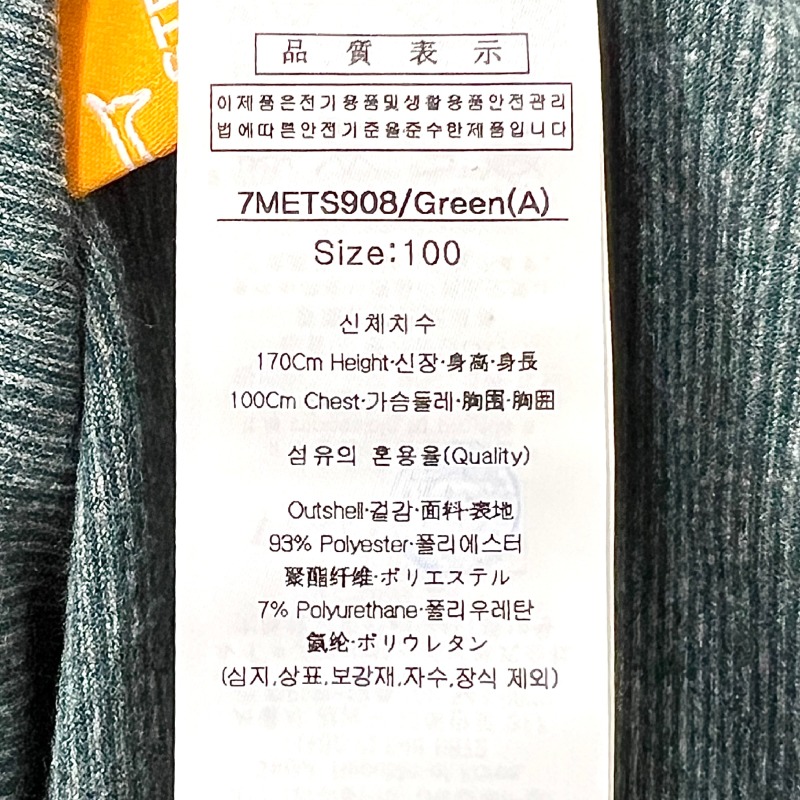 品質表示
이제품은전기용품및생활용품안전관리
법에따른안전기준을준수한제품입니다
7METS908/Green(A)
Size:100
신체치수
170Cm Height·신장·身高·身長
100Cm Chest·가슴둘레·胸围·胸囲
섬유의 혼용율(Quality)
Outshell·겉감·面料·表地
93% Polyester·폴리에스터
聚酯纤维·ポリエステル
7% Polyurethane·폴리우레탄
氨纶·ポリウレタン
(심지,상표,보강재,자수,장식 제외)